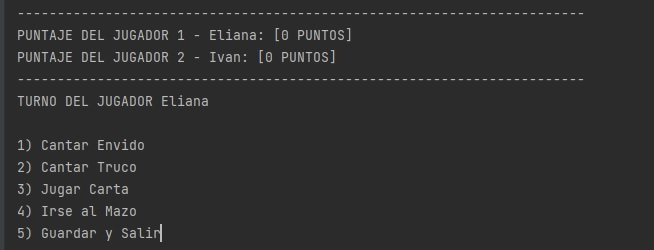 -----------------------------------------------------------------------
PUNTAJE DEL JUGADOR 1 - Eliana: [0 PUNTOS]
PUNTAJE DEL JUGADOR 2 - Ivan: [0 PUNTOS]
-----------------------------------------------------------------------
TURNO DEL JUGADOR Eliana
1) Cantar Envido
2) Cantar Truco
3) Jugar Carta
4) Irse al Mazo
5) Guardar y Salir